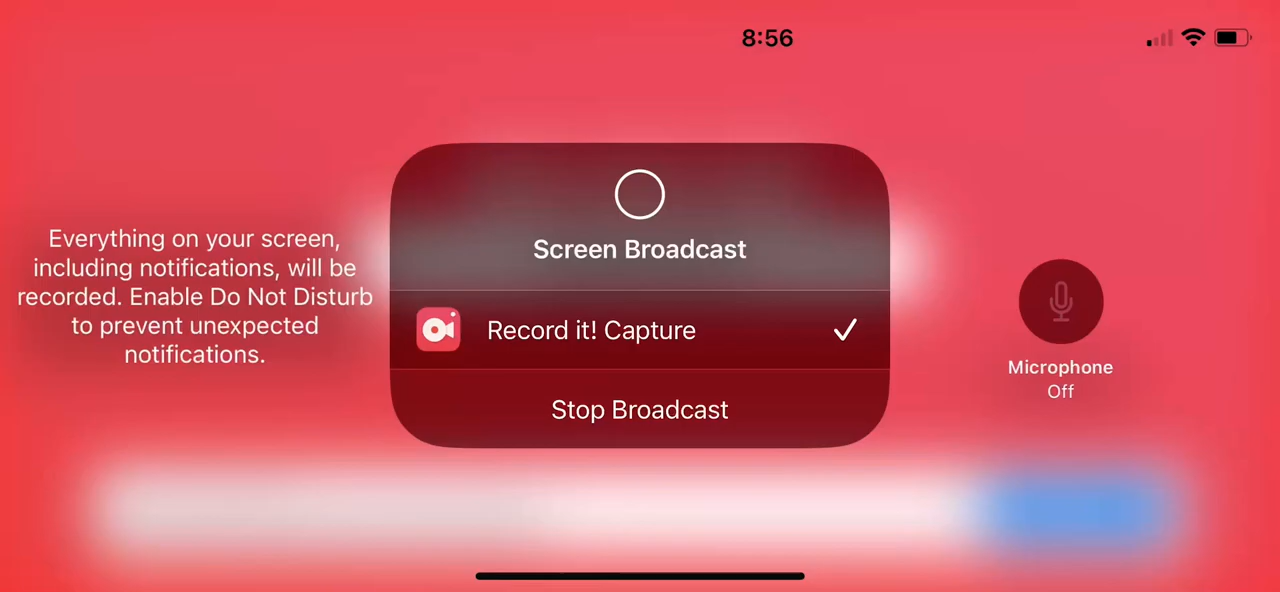 8:56
Everything on your screen,
including notifications, will be
recorded. Enable Do Not Disturb
to prevent unexpected
notifications.
Screen Broadcast
Record it! Capture
Stop Broadcast
Microphone
Off